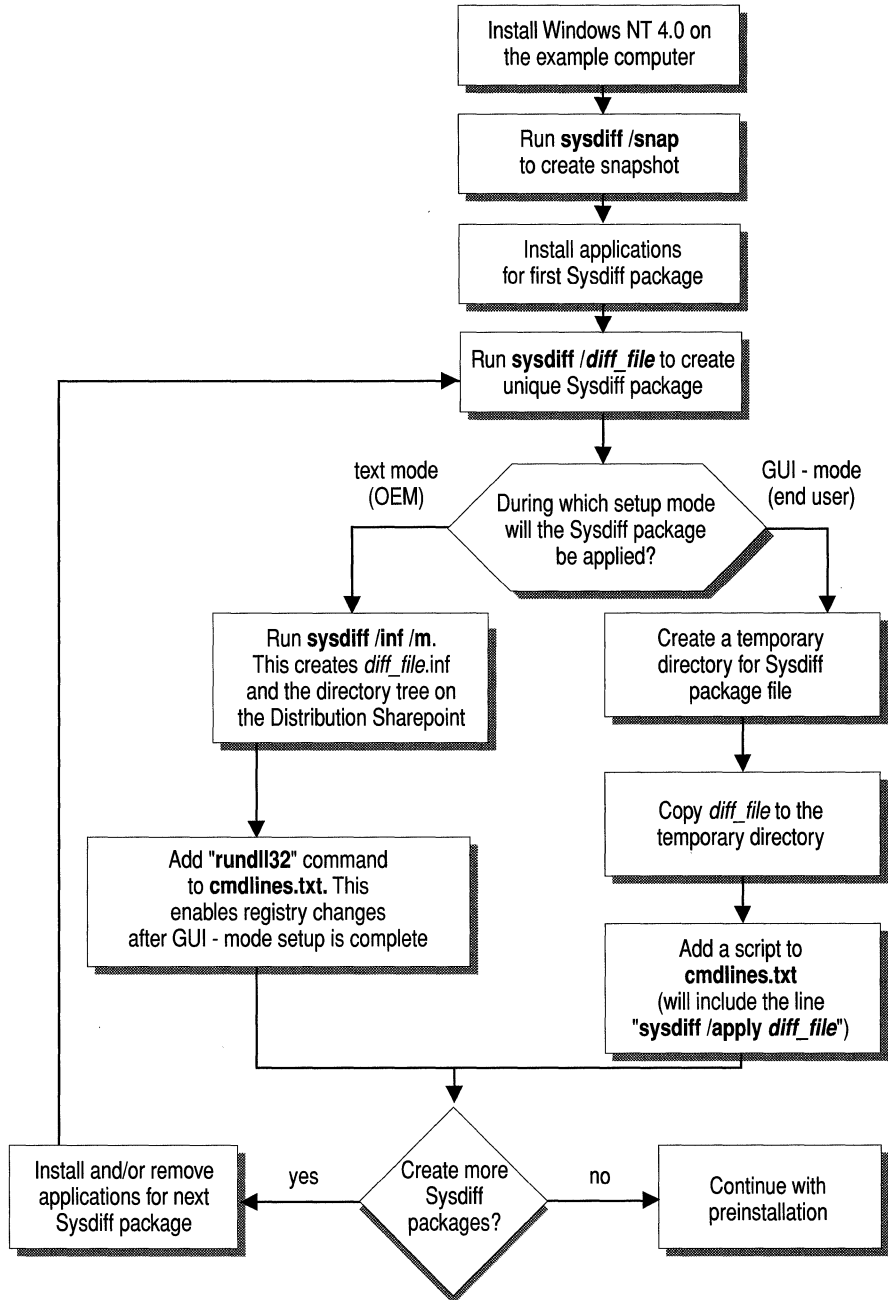 Install Windows NT 4.0 on
the example computer
Run sysdiff /snap
to create snapshot
Install applications
for first Sysdiff package
Run sysdiff /diff_file to create
unique Sysdiff package
text mode
(OEM)
GUI - mode
(end user)
During which setup mode
will the Sysdiff package
be applied?
Run sysdiff /inf /m.
This creates diff_file.inf
and the directory tree on
the Distribution Sharepoint
Add "rundll32" command
to cmdlines.txt. This
enables registry changes
after GUI - mode setup is complete
Create a temporary
directory for Sysdiff
package file
Copy diff_file to the
temporary directory
Add a script to
cmdlines.txt
(will include the line
"sysdiff /apply diff_file")
Install and/or remove
applications for next
Sysdiff package
yes
Create more
Sysdiff
packages?
no
Continue with
preinstallation